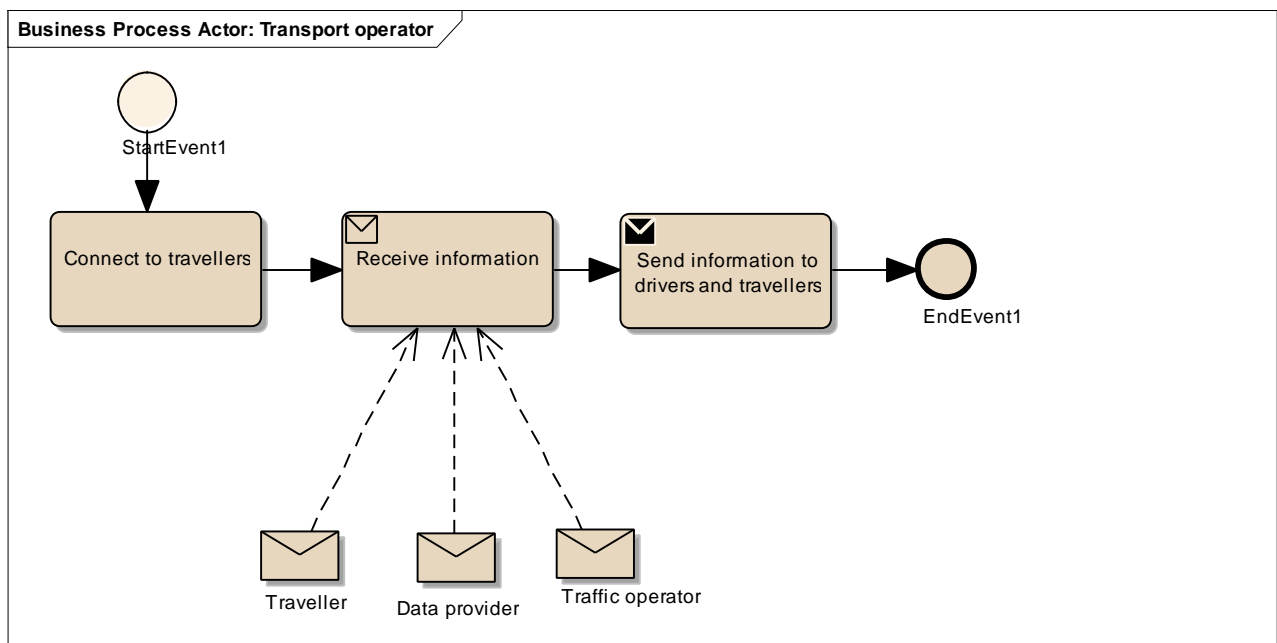 Business Process Actor: Transport operator
StartEvent1
Connect to travellers
Receive information
Send information to
drivers and travellers
EndEvent1
Traveller
Data provider
Traffic operator